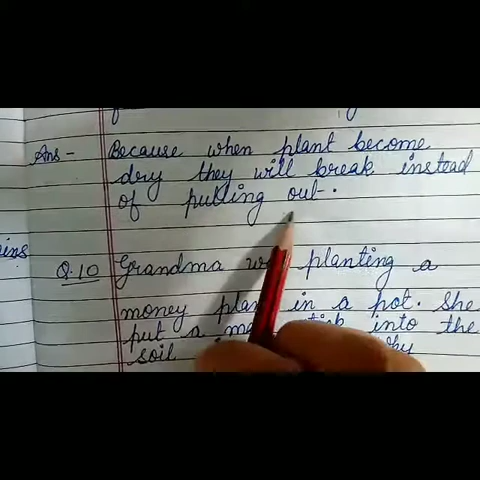 Ans- Because when plant become
dry they will break instead
of pulling out.
Q.10 Grandma planting a
money in a pot. She
put a into the
soil